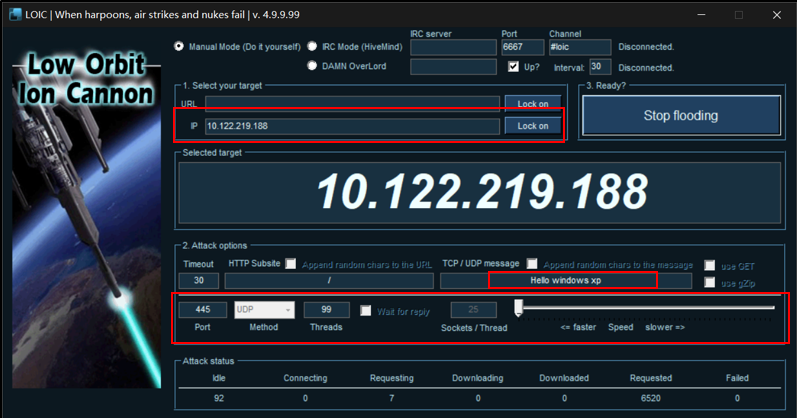 LOIC | When harpoons, air strikes and nukes fail | v. 4.9.9.99
Low Orbit
Ion Cannon
IRC server Port Channel
Manual Mode (Do it yourself) IRC Mode (HiveMind) 6667 #loic Disconnected.
DAMN OverLord Up? Interval: 30 Disconnected.
1. Select your target
URL Lock on
IP 10.122.219.188 Lock on
3. Ready?
Stop flooding
Selected target
10.122.219.188
2. Attack options
Timeout HTTP Subsite Append random chars to the URL TCP / UDP message Append random chars to the message use GET
30 / Hello windows xp use gZip
445 UDP 99 Wait for reply 25
Port Method Threads Sockets / Thread <= faster Speed slower =>
Attack status
Idle Connecting Requesting Downloading Downloaded Requested Failed
92 0 7 0 0 6520 0